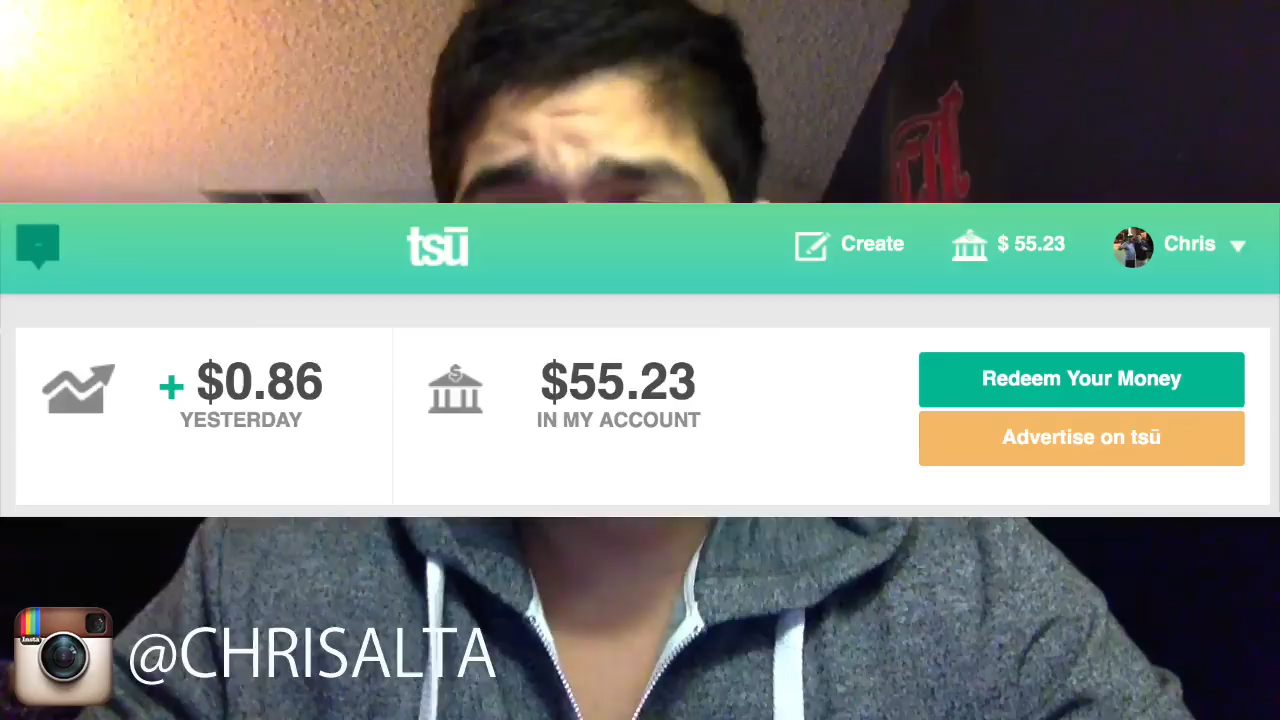 tsū
Create
$ 55.23
Chris
+ $0.86
YESTERDAY
$55.23
IN MY ACCOUNT
Redeem Your Money
Advertise on tsū
Insta
@CHRISALTA